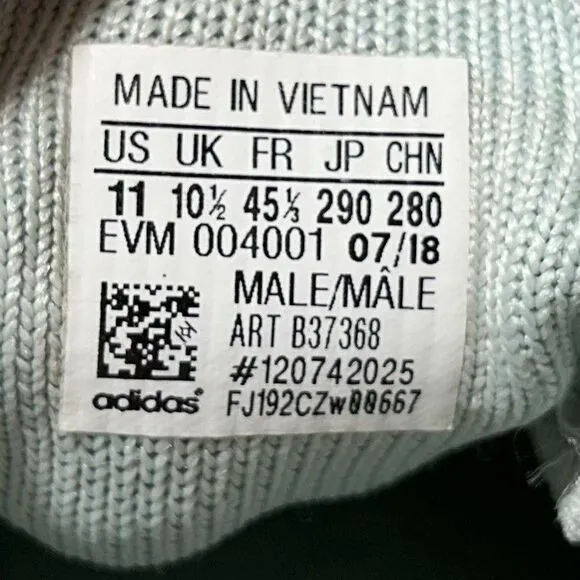 MADE IN VIETNAM
US UK FR JP CHN
11 10½ 45⅓ 290 280
EVM 004001 07/18
MALE/MÂLE
ART B37368
#120742025
adidas®